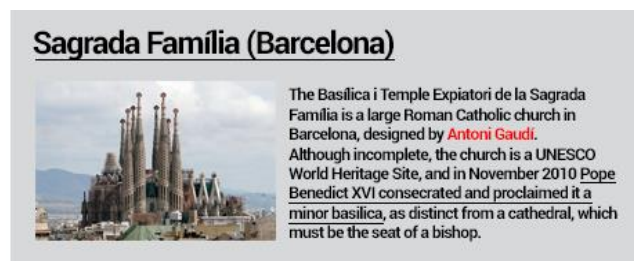 Sagrada Família (Barcelona)
The Basílica i Temple Expiatori de la Sagrada
Família is a large Roman Catholic church in
Barcelona, designed by Antoni Gaudí.
Although incomplete, the church is a UNESCO
World Heritage Site, and in November 2010 Pope
Benedict XVI consecrated and proclaimed it a
minor basilica, as distinct from a cathedral, which
must be the seat of a bishop.